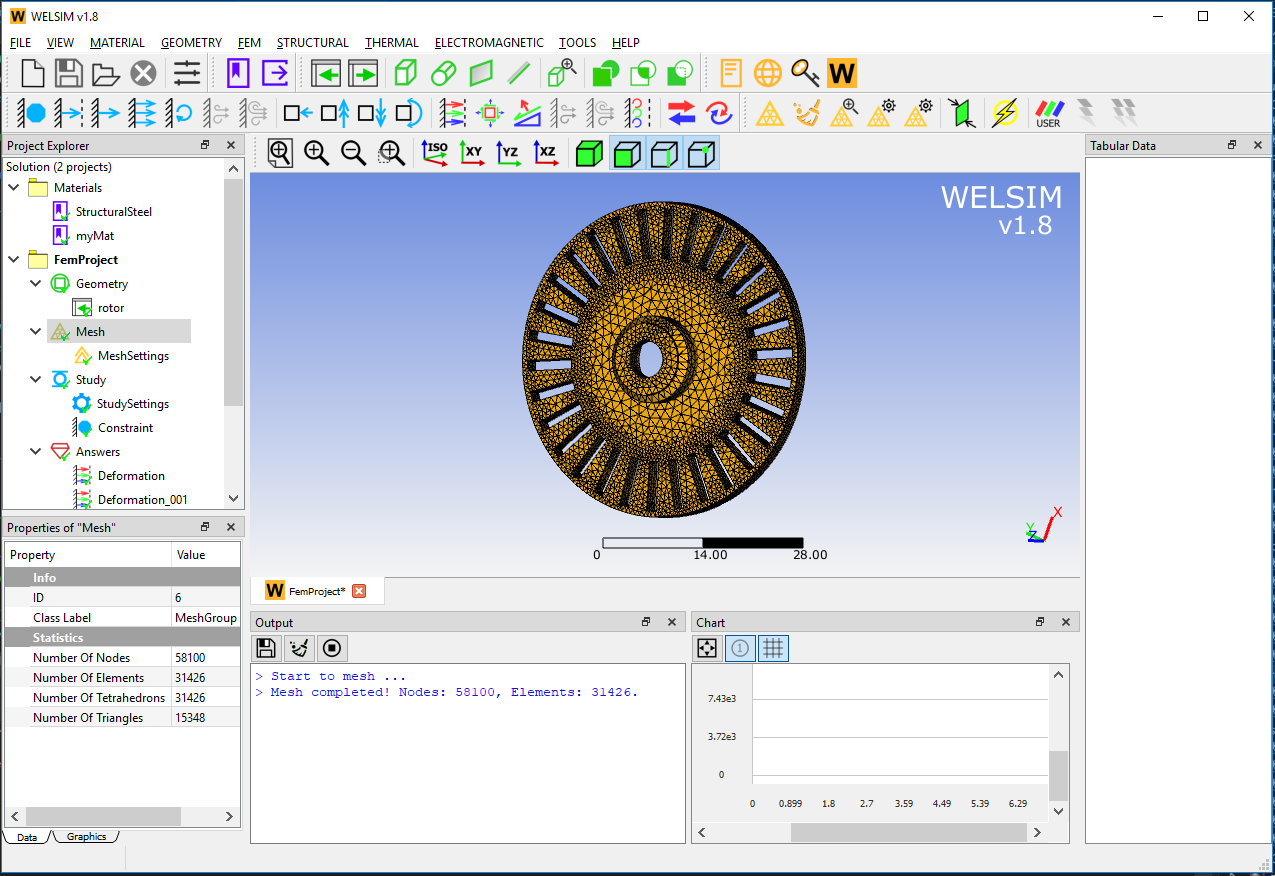 WELSIM v1.8
FILE VIEW MATERIAL GEOMETRY FEM STRUCTURAL THERMAL ELECTROMAGNETIC TOOLS HELP
W
USER
Project Explorer
Solution (2 projects)
Materials
StructuralSteel
myMat
FemProject
Geometry
rotor
Mesh
MeshSettings
Study
StudySettings
Constraint
Answers
Deformation
Deformation_001
Properties of "Mesh"
Property Value
Info
ID 6
Class Label MeshGroup
Statistics
Number Of Nodes 58100
Number Of Elements 31426
Number Of Tetrahedrons 31426
Number Of Triangles 15348
Data Graphics
ISO XY YZ XZ
WELSIM
v1.8
X
Y
Z
0 14.00 28.00
W FemProject*
Output
> Start to mesh ...
> Mesh completed! Nodes: 58100, Elements: 31426.
Chart
1
7.43e3
3.72e3
0
0 0.899 1.8 2.7 3.59 4.49 5.39 6.29
Tabular Data